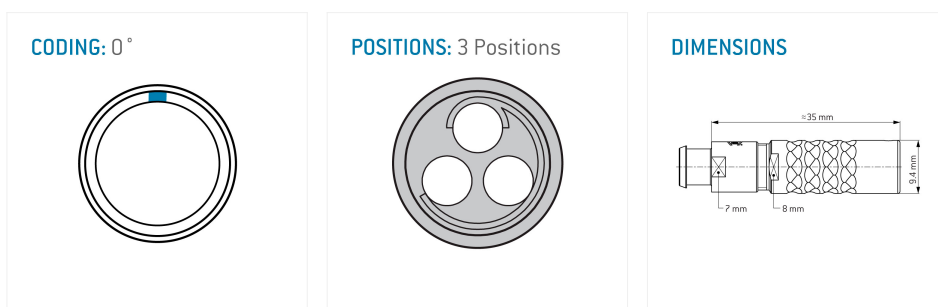 CODING: 0°
POSITIONS: 3 Positions
DIMENSIONS
≈35 mm
9.4 mm
7 mm
8 mm